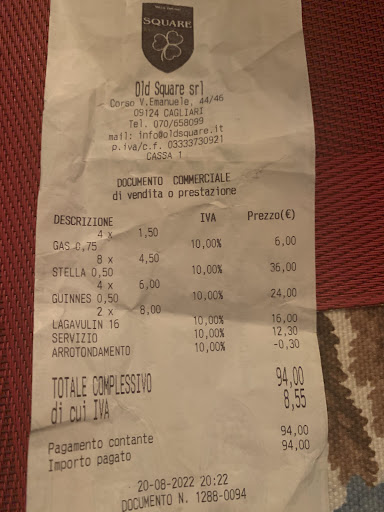 SQUARE
Old Square srl
Corso V.Emanuele, 44/46
09124 CAGLIARI
Tel. 070/658099
mail: info@oldsquare.it
p.iva/c.f. 03333730921
CASSA 1
DOCUMENTO COMMERCIALE
di vendita o prestazione
DESCRIZIONE IVA Prezzo(€)
4 x 1,50
GAS 0,75 10,00% 6,00
8 x 4,50
STELLA 0,50 10,00% 36,00
4 x 6,00
GUINNES 0,50 10,00% 24,00
2 x 8,00
LAGAVULIN 16 10,00% 16,00
SERVIZIO 10,00% 12,30
ARROTONDAMENTO 10,00% -0,30
TOTALE COMPLESSIVO 94,00
di cui IVA 8,55
Pagamento contante 94,00
Importo pagato 94,00
20-08-2022 20:22
DOCUMENTO N. 1288-0094